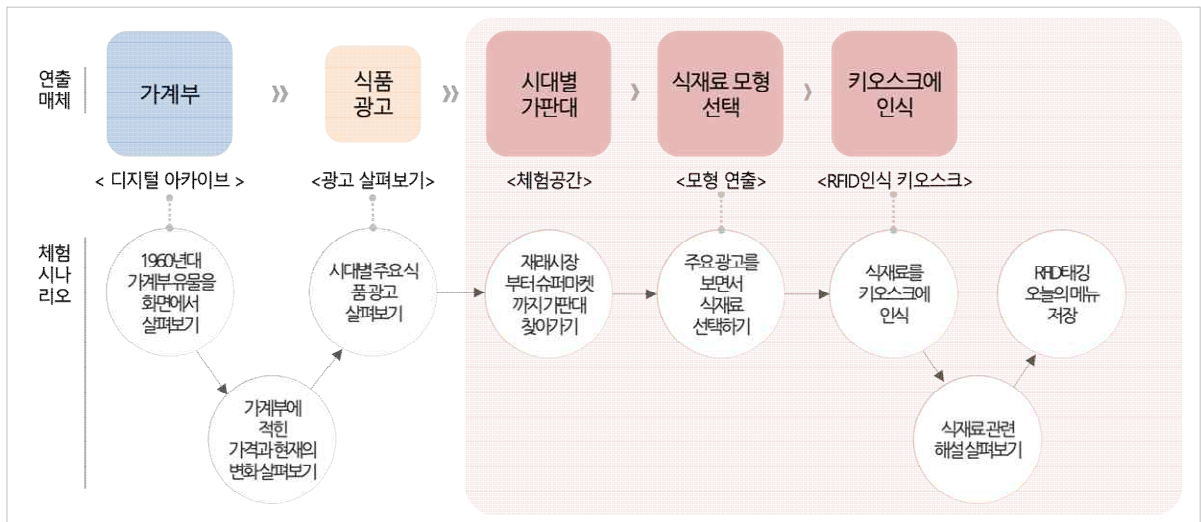 연출
매체
가계부
»
식품
광고
»
시대별
가판대
›
식재료 모형
선택
›
키오스크에
인식
< 디지털 아카이브 >
<광고 살펴보기>
<체험공간>
<모형 연출>
<RFID인식 키오스크>
체험
시나
리오
1960년대
가계부 유물을
화면에서
살펴보기
가계부에
적힌
가격과 현재의
변화 살펴보기
시대별 주요 식
품 광고
살펴보기
재래시장
부터 슈퍼마켓
까지 가판대
찾아가기
주요 광고를
보면서
식재료
선택하기
식재료를
키오스크에
인식
식재료 관련
해설 살펴보기
RFID태깅
오늘의 메뉴
저장